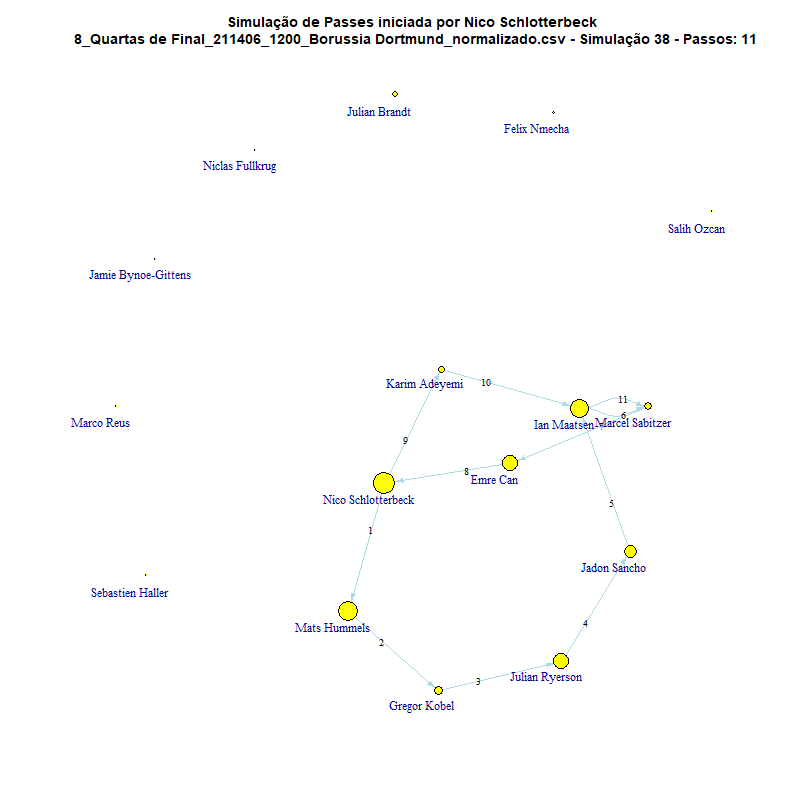 Simulação de Passes iniciada por Nico Schlotterbeck
8_Quartas de Final_211406_1200_Borussia Dortmund_normalizado.csv - Simulação 38 - Passos: 11
Julian Brandt
Felix Nmecha
Niclas Fullkrug
Salih Ozcan
Jamie Bynoe-Gittens
Karim Adeyemi
10
11
6
Marco Reus
Ian Maatsen
Marcel Sabitzer
9
8
Emre Can
Nico Schlotterbeck
5
1
Jadon Sancho
Sebastien Haller
4
Mats Hummels
2
Julian Ryerson
3
Gregor Kobel